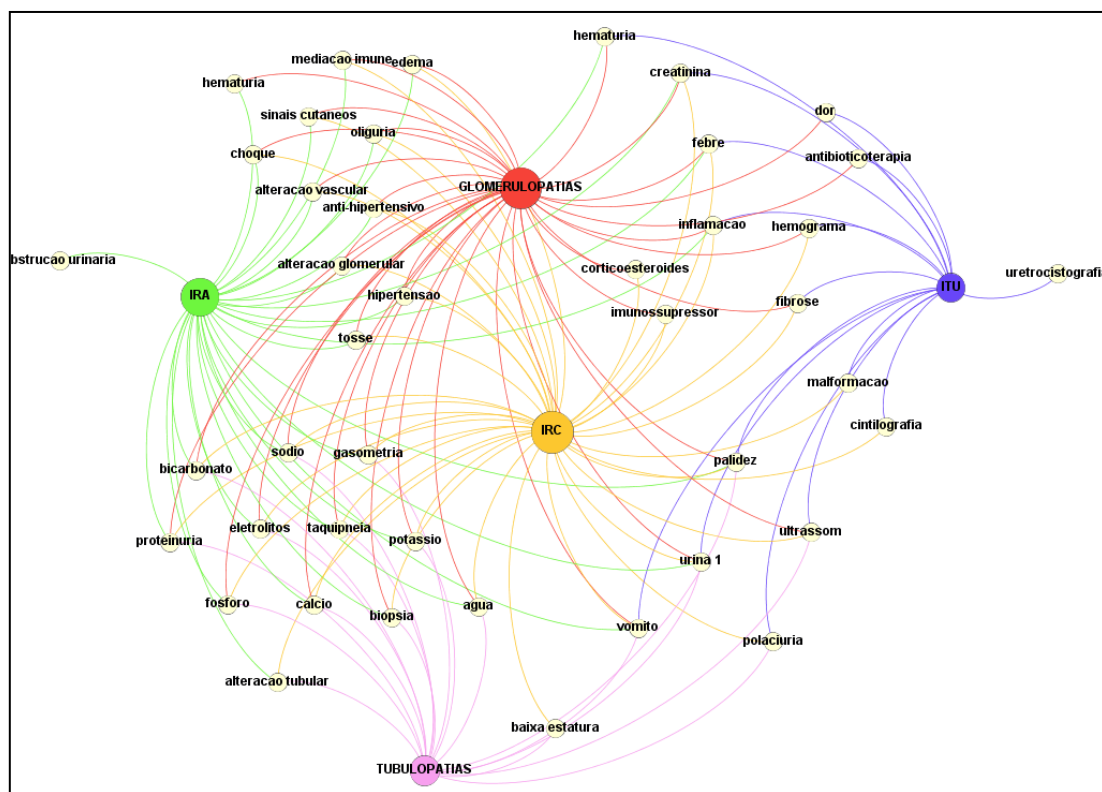 hematuria
mediacao imune
edema
creatinina
hematuria
dor
sinais cutaneos
oliguria
febre
choque
antibioticoterapia
GLOMERULOPATIAS
alteracao vascular
anti-hipertensivo
inflamacao
hemograma
bstrucao urinaria
alteracao glomerular
corticoesteroides
uretrocistografia
IRA
hipertensao
ITU
fibrose
imunossupressor
tosse
malformacao
IRC
cintilografia
sodio
gasometria
bicarbonato
palidez
eletrolitos
taquipneia
ultrassom
proteinuria
potassio
urina 1
fosforo
calcio
biopsia
agua
vomito
polaciuria
alteracao tubular
baixa estatura
TUBULOPATIAS